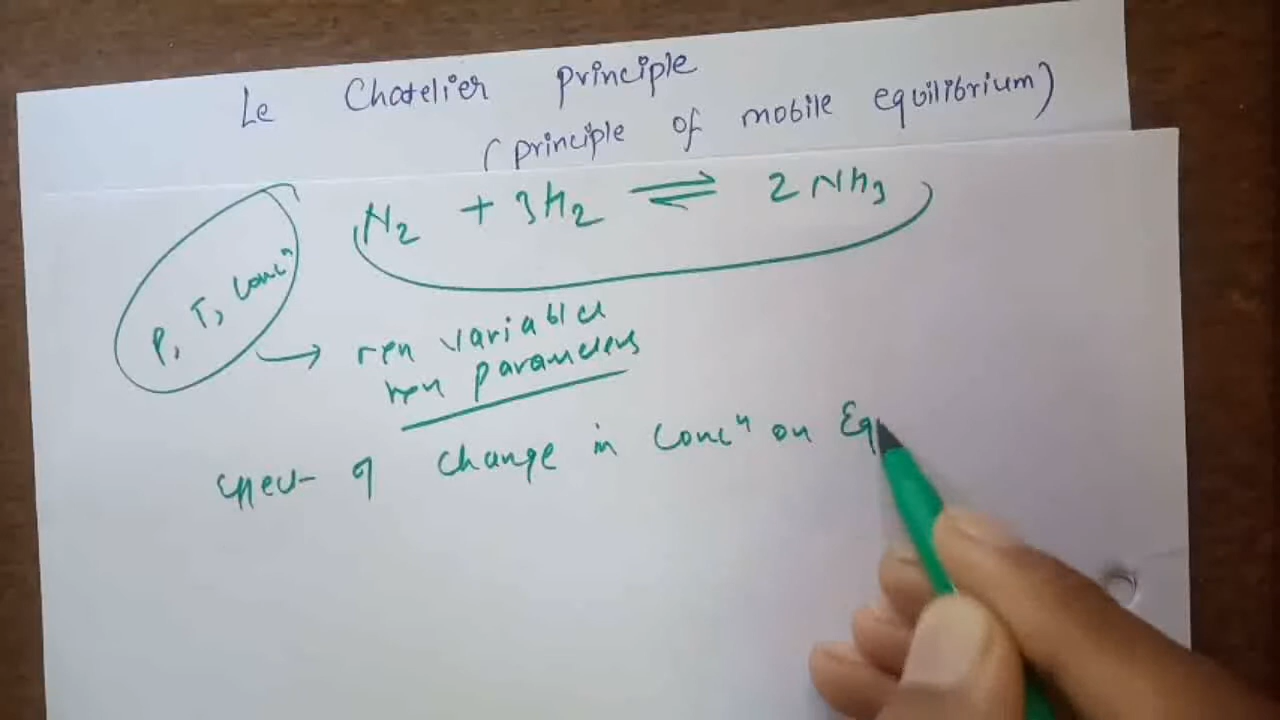 Le Chatelier principle
(principle of mobile equilibrium)
N₂ + 3H₂ ⇌ 2NH₃
P, T, Concⁿ
→ rxn variables
rxn parameters
effect of change in Concⁿ on Eq